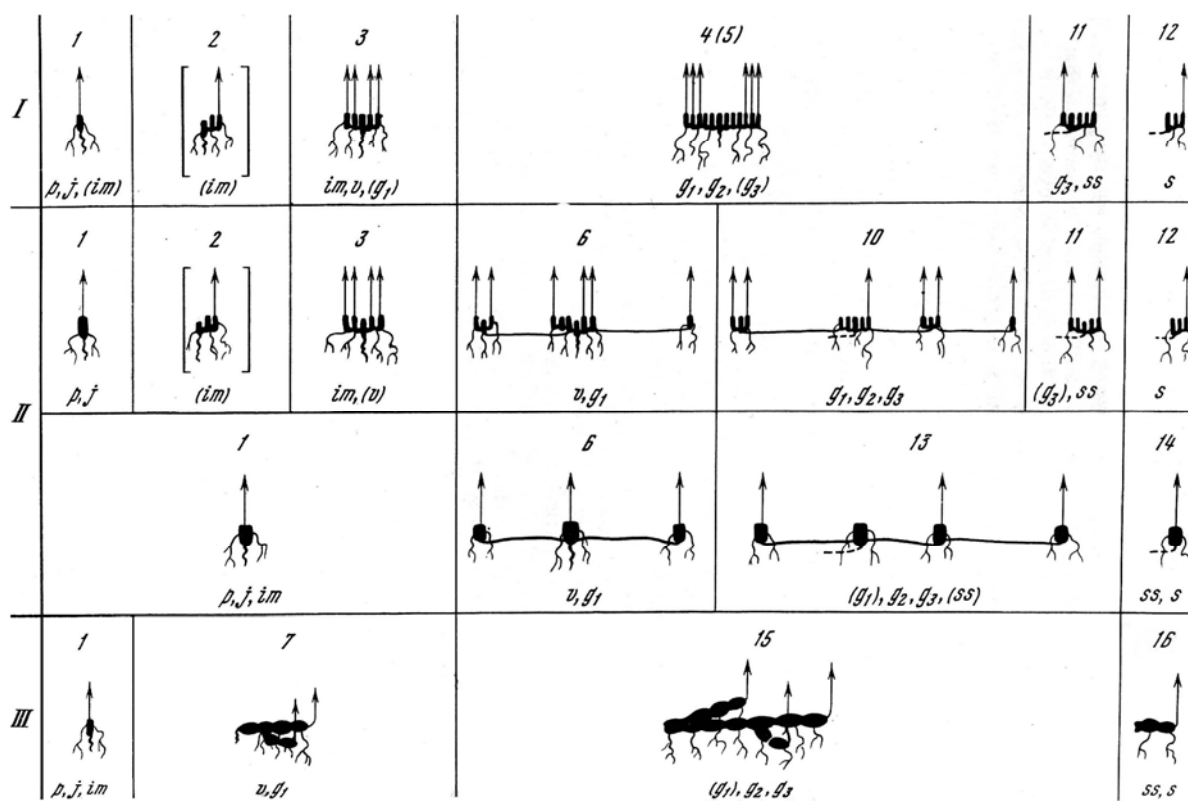 1 2 3 4(5) 11 12
I
p, j, (im) (im) im, v, (g₁) g₁, g₂, (g₃) g₃, ss s
1 2 3 6 10 11 12
p, j (im) im, (v) v, g₁ g₁, g₂, g₃ (g₃), ss s
II
1 6 13 14
p, j, im v, g₁ (g₁), g₂, g₃, (ss) ss, s
1 7 15 16
III
p, j, im v, g₁ (g₁), g₂, g₃ ss, s